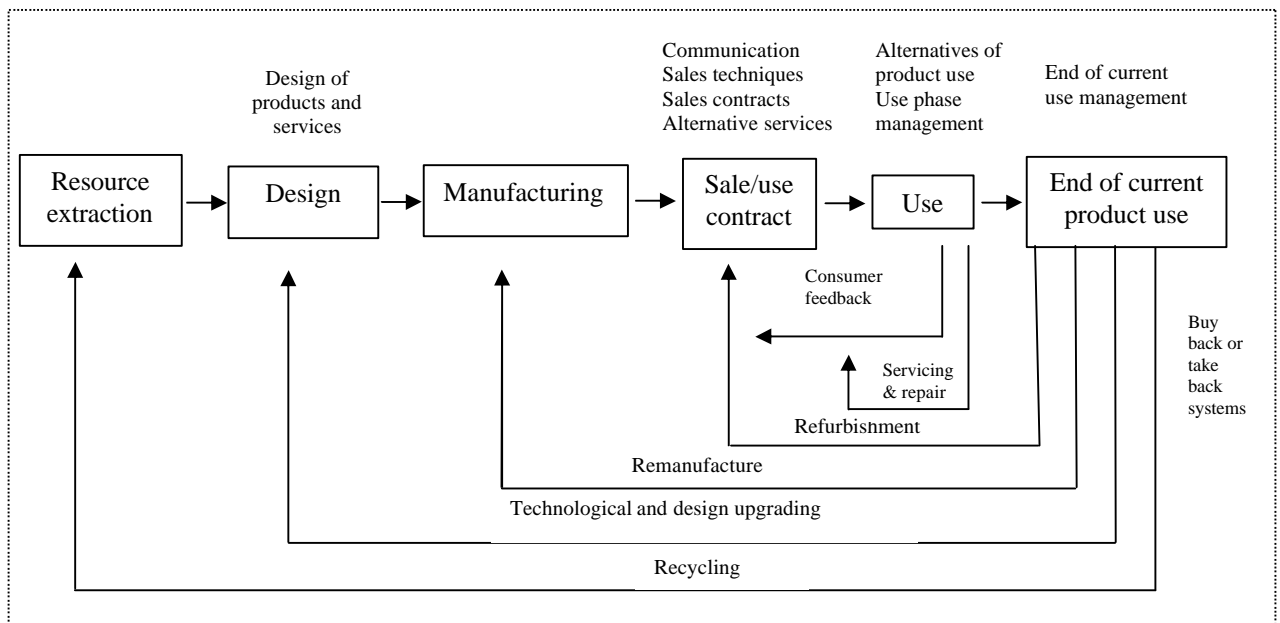 Design of
products and
services
Communication
Sales techniques
Sales contracts
Alternative services
Alternatives of
product use
Use phase
management
End of current
use management
Resource
extraction
Design
Manufacturing
Sale/use
contract
Use
End of current
product use
Consumer
feedback
Servicing
& repair
Buy
back or
take
back
systems
Refurbishment
Remanufacture
Technological and design upgrading
Recycling